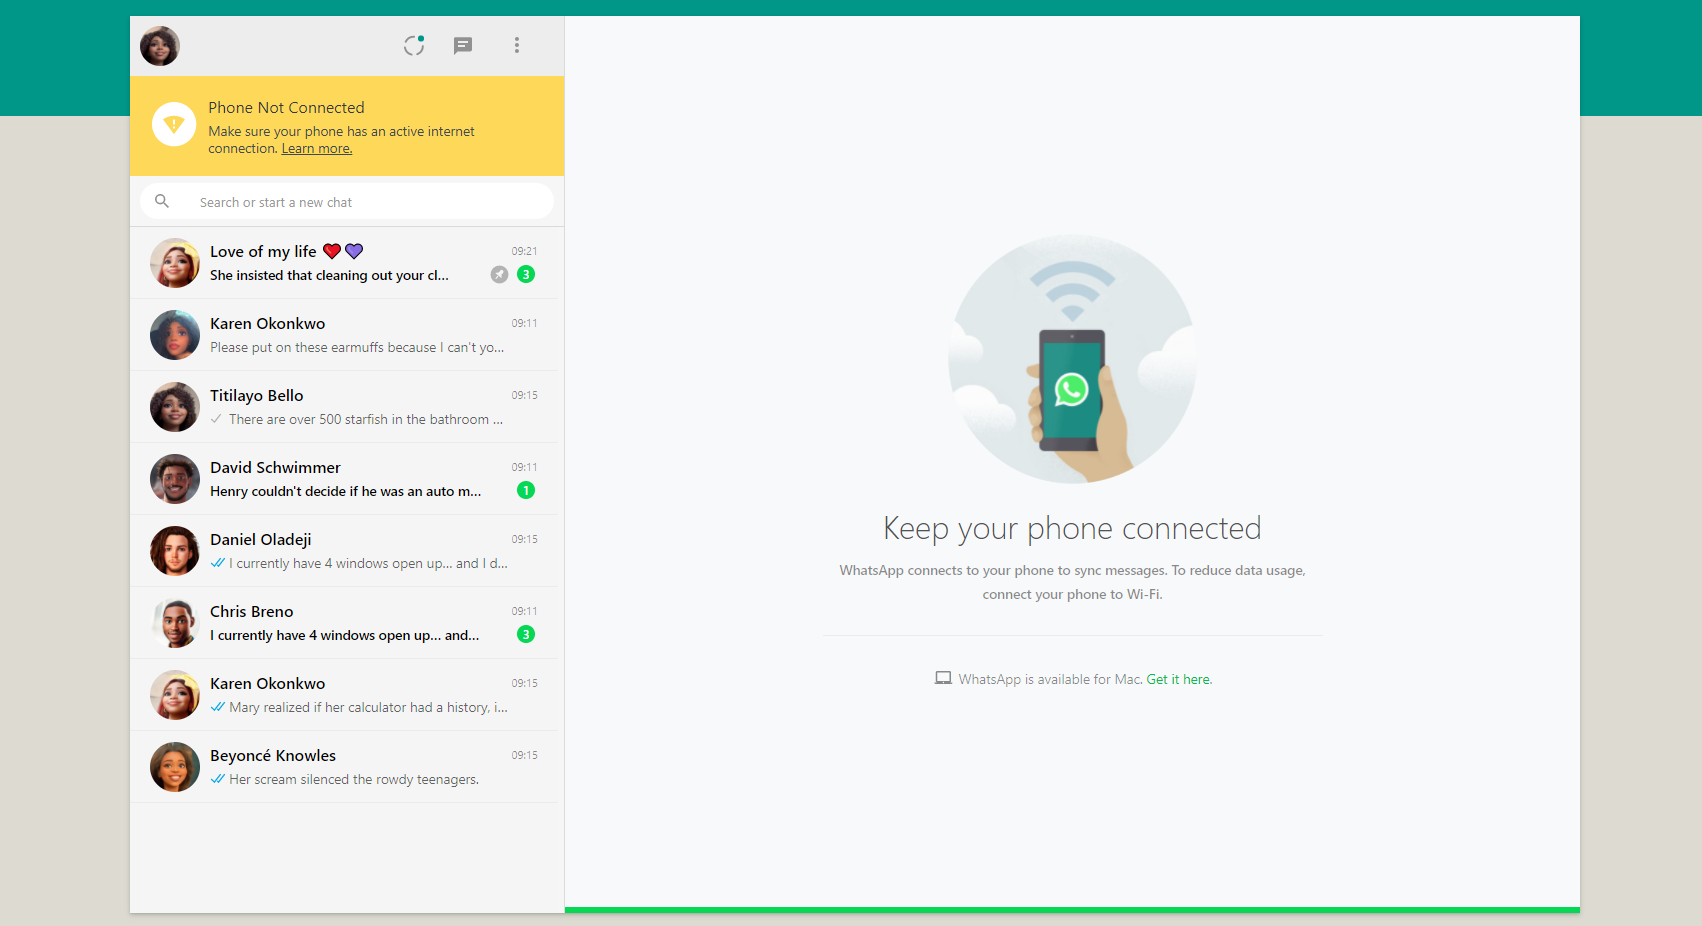 Phone Not Connected
Make sure your phone has an active internet
connection. Learn more.
Search or start a new chat
Love of my life ❤️💜
09:21
She insisted that cleaning out your cl...
3
Karen Okonkwo
09:11
Please put on these earmuffs because I can't yo...
Titilayo Bello
09:15
There are over 500 starfish in the bathroom ...
David Schwimmer
09:11
Henry couldn't decide if he was an auto m...
1
Daniel Oladeji
09:15
I currently have 4 windows open up... and I d...
Chris Breno
09:11
I currently have 4 windows open up... and...
3
Karen Okonkwo
09:15
Mary realized if her calculator had a history, i...
Beyoncé Knowles
09:15
Her scream silenced the rowdy teenagers.
Keep your phone connected
WhatsApp connects to your phone to sync messages. To reduce data usage,
connect your phone to Wi-Fi.
WhatsApp is available for Mac. Get it here.